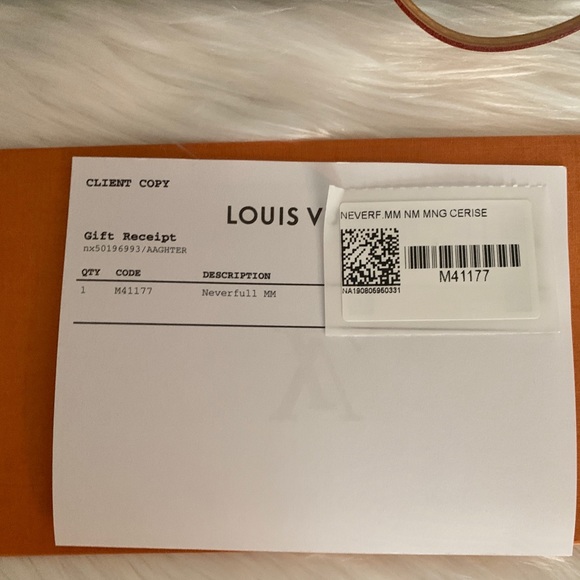 CLIENT COPY
LOUIS V
Gift Receipt
nx50196993/AAGHTER
QTY CODE DESCRIPTION
1 M41177 Neverfull MM
NEVERF.MM NM MNG CERISE
M41177
NA190806960331